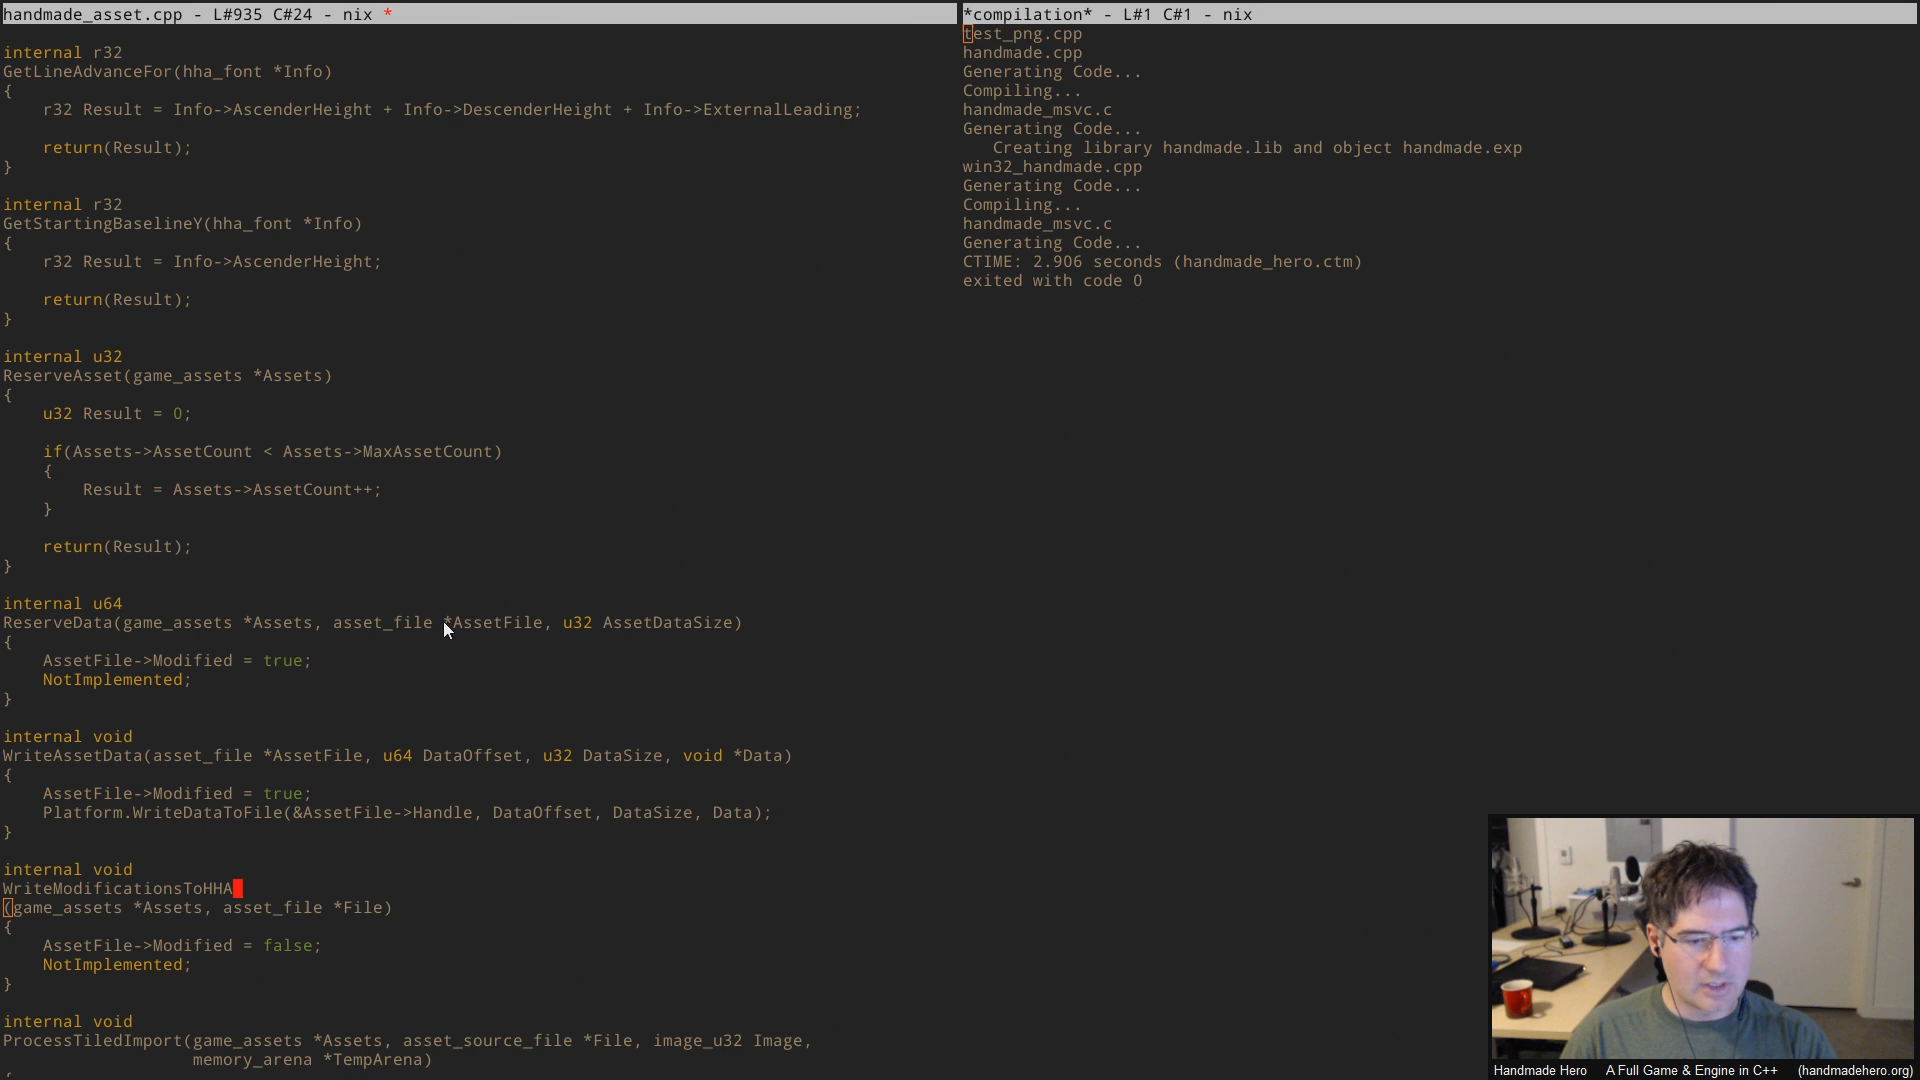 handmade_asset.cpp - L#935 C#24 - nix *
internal r32
GetLineAdvanceFor(hha_font *Info)
{
    r32 Result = Info->AscenderHeight + Info->DescenderHeight + Info->ExternalLeading;
    return(Result);
}
internal r32
GetStartingBaselineY(hha_font *Info)
{
    r32 Result = Info->AscenderHeight;
    return(Result);
}
internal u32
ReserveAsset(game_assets *Assets)
{
    u32 Result = 0;
    if(Assets->AssetCount < Assets->MaxAssetCount)
    {
        Result = Assets->AssetCount++;
    }
    return(Result);
}
internal u64
ReserveData(game_assets *Assets, asset_file *AssetFile, u32 AssetDataSize)
{
    AssetFile->Modified = true;
    NotImplemented;
}
internal void
WriteAssetData(asset_file *AssetFile, u64 DataOffset, u32 DataSize, void *Data)
{
    AssetFile->Modified = true;
    Platform.WriteDataToFile(&AssetFile->Handle, DataOffset, DataSize, Data);
}
internal void
WriteModificationsToHHA
(game_assets *Assets, asset_file *File)
{
    AssetFile->Modified = false;
    NotImplemented;
}
internal void
ProcessTiledImport(game_assets *Assets, asset_source_file *File, image_u32 Image,
                   memory_arena *TempArena)
{
*compilation* - L#1 C#1 - nix
test_png.cpp
handmade.cpp
Generating Code...
Compiling...
handmade_msvc.c
Generating Code...
   Creating library handmade.lib and object handmade.exp
win32_handmade.cpp
Generating Code...
Compiling...
handmade_msvc.c
Generating Code...
CTIME: 2.906 seconds (handmade_hero.ctm)
exited with code 0
Handmade Hero A Full Game & Engine in C++ (handmadehero.org)